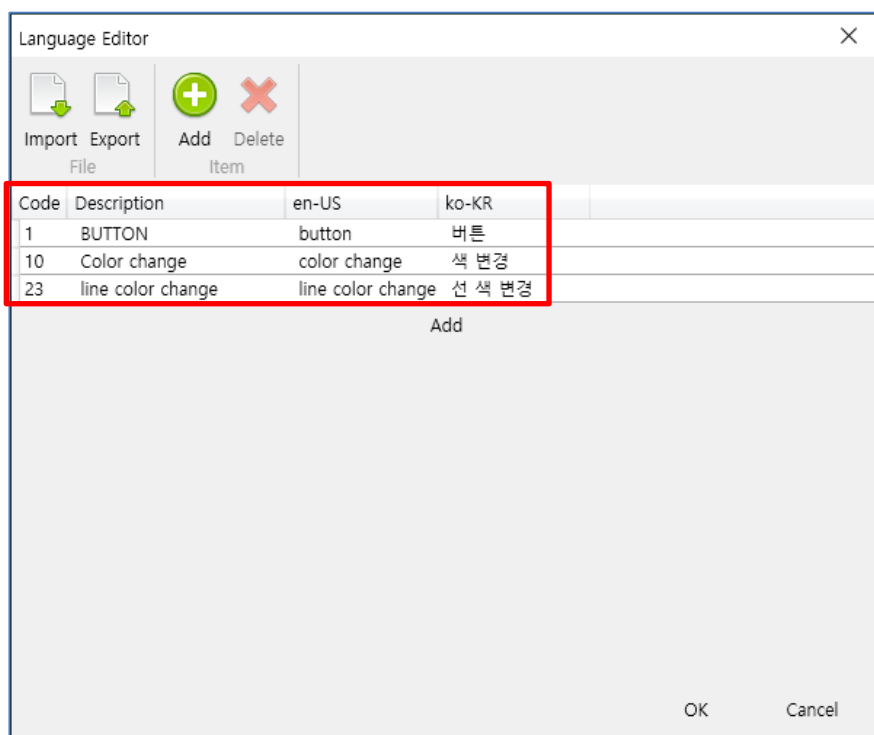 Language Editor
Import Export Add Delete
File Item
Code Description en-US ko-KR
1 BUTTON button 버튼
10 Color change color change 색 변경
23 line color change line color change 선 색 변경
Add
OK Cancel